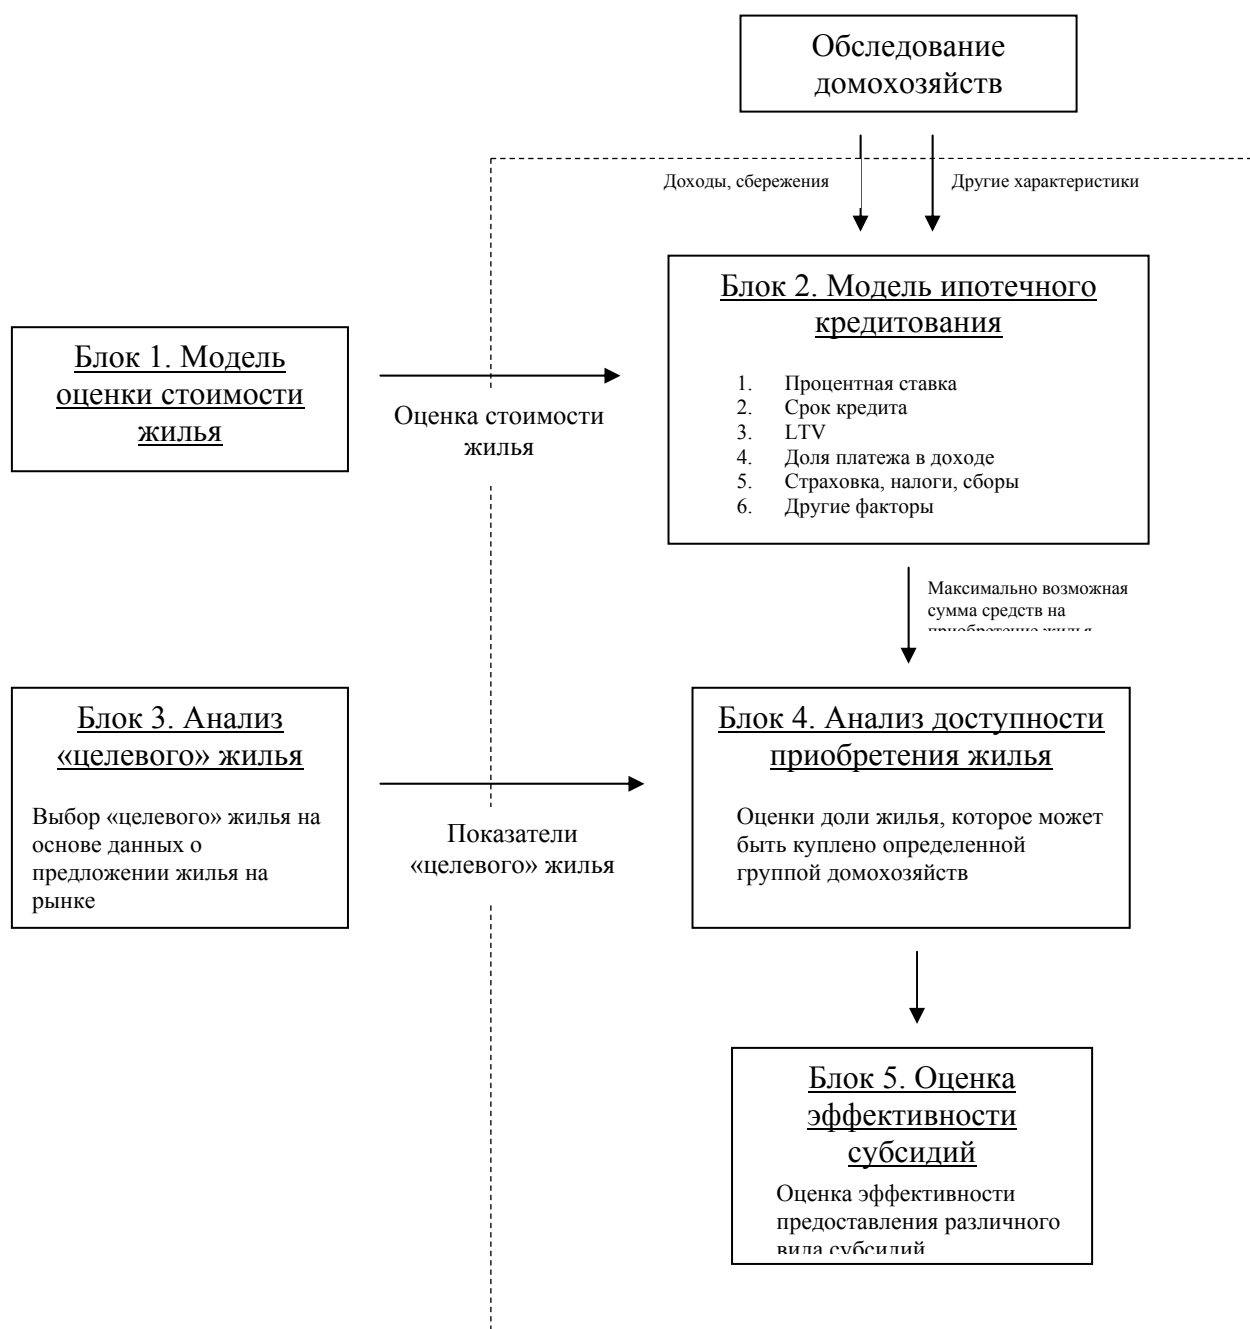 Обследование
домохозяйств
Доходы, сбережения
Другие характеристики
Блок 2. Модель ипотечного
кредитования
1. Процентная ставка
2. Срок кредита
3. LTV
4. Доля платежа в доходе
5. Страховка, налоги, сборы
6. Другие факторы
Блок 1. Модель
оценки стоимости
жилья
Оценка стоимости
жилья
Максимально возможная
сумма средств на
приобретение жилья
Блок 3. Анализ
«целевого» жилья
Выбор «целевого» жилья на
основе данных о
предложении жилья на
рынке
Показатели
«целевого» жилья
Блок 4. Анализ доступности
приобретения жилья
Оценки доли жилья, которое может
быть куплено определенной
группой домохозяйств
Блок 5. Оценка
эффективности
субсидий
Оценка эффективности
предоставления различного
вида субсидий